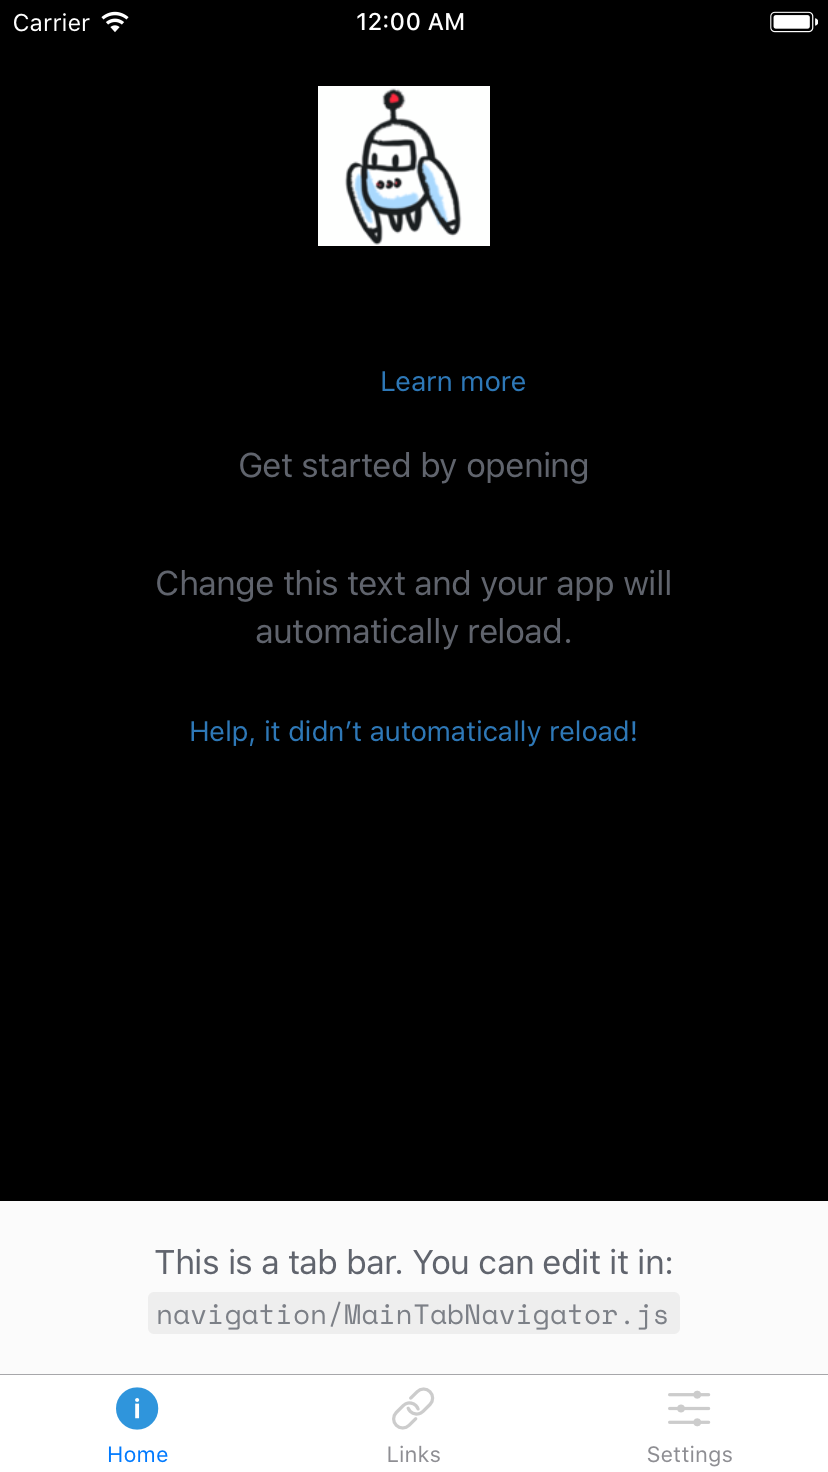 Carrier 12:00 AM
Learn more
Get started by opening
Change this text and your app will
automatically reload.
Help, it didn’t automatically reload!
This is a tab bar. You can edit it in:
navigation/MainTabNavigator.js
Home Links Settings